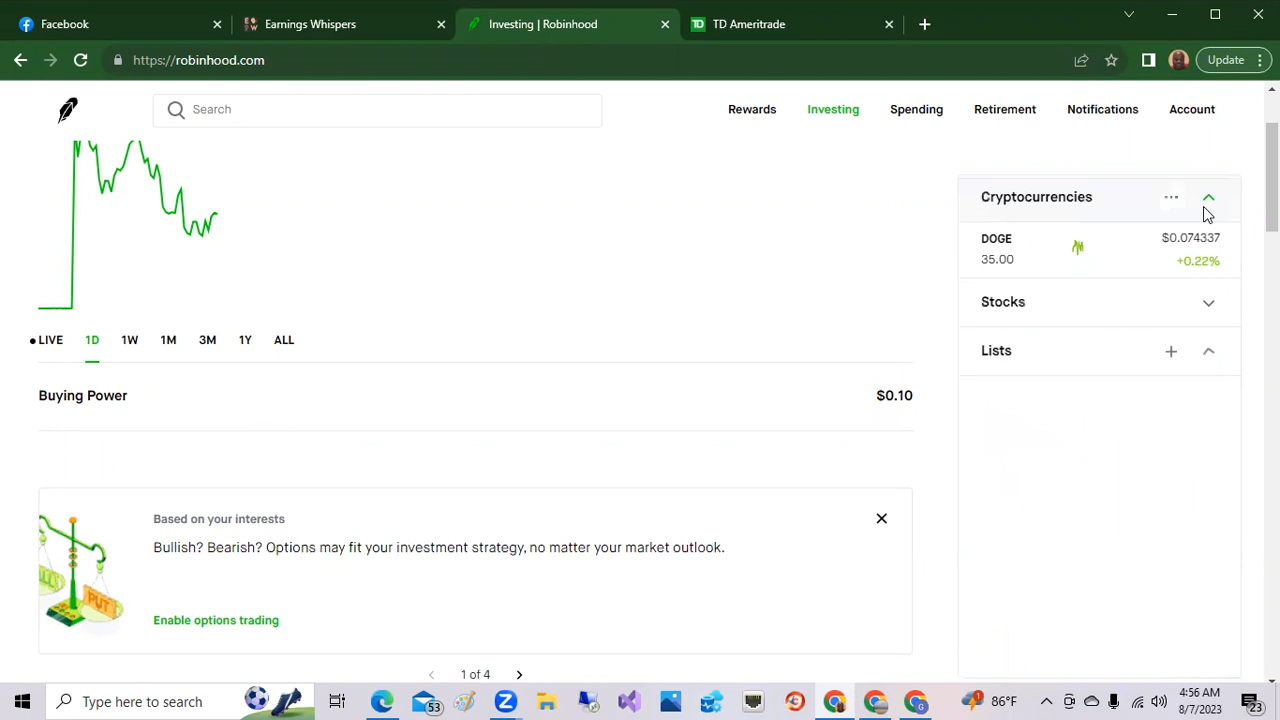 Facebook
Earnings Whispers
Investing | Robinhood
TD Ameritrade
https://robinhood.com
Update
Search
Rewards
Investing
Spending
Retirement
Notifications
Account
Cryptocurrencies
DOGE
$0.074337
35.00
+0.22%
Stocks
Lists
LIVE 1D 1W 1M 3M 1Y ALL
Buying Power $0.10
Based on your interests
Bullish? Bearish? Options may fit your investment strategy, no matter your market outlook.
PUT
Enable options trading
1 of 4
Type here to search
53
86°F
4:56 AM
8/7/2023
23